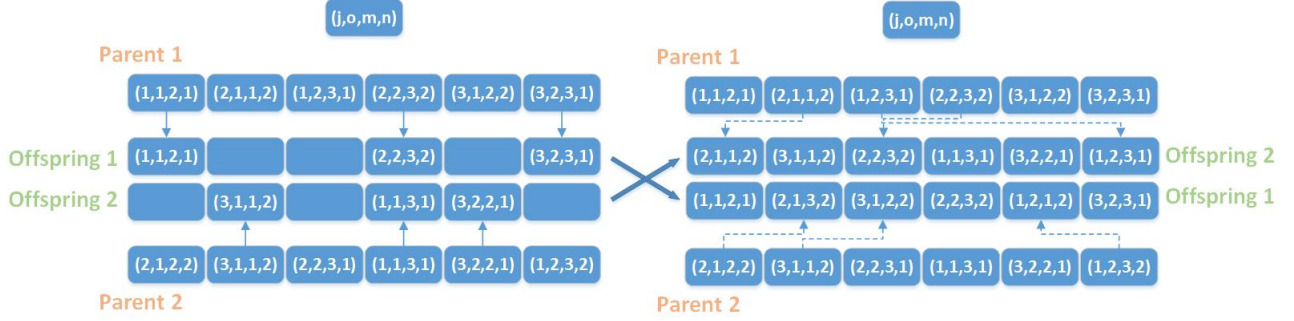 (j,o,m,n)
Parent 1
(1,1,2,1) (2,1,1,2) (1,2,3,1) (2,2,3,2) (3,1,2,2) (3,2,3,1)
Offspring 1 (1,1,2,1) (2,2,3,2) (3,2,3,1)
Offspring 2 (3,1,1,2) (1,1,3,1) (3,2,2,1)
(2,1,2,2) (3,1,1,2) (2,2,3,1) (1,1,3,1) (3,2,2,1) (1,2,3,2)
Parent 2
(j,o,m,n)
Parent 1
(1,1,2,1) (2,1,1,2) (1,2,3,1) (2,2,3,2) (3,1,2,2) (3,2,3,1)
(2,1,1,2) (3,1,1,2) (2,2,3,2) (1,1,3,1) (3,2,2,1) (1,2,3,1) Offspring 2
(1,1,2,1) (2,1,3,2) (3,1,2,2) (2,2,3,2) (1,2,1,2) (3,2,3,1) Offspring 1
(2,1,2,2) (3,1,1,2) (2,2,3,1) (1,1,3,1) (3,2,2,1) (1,2,3,2)
Parent 2